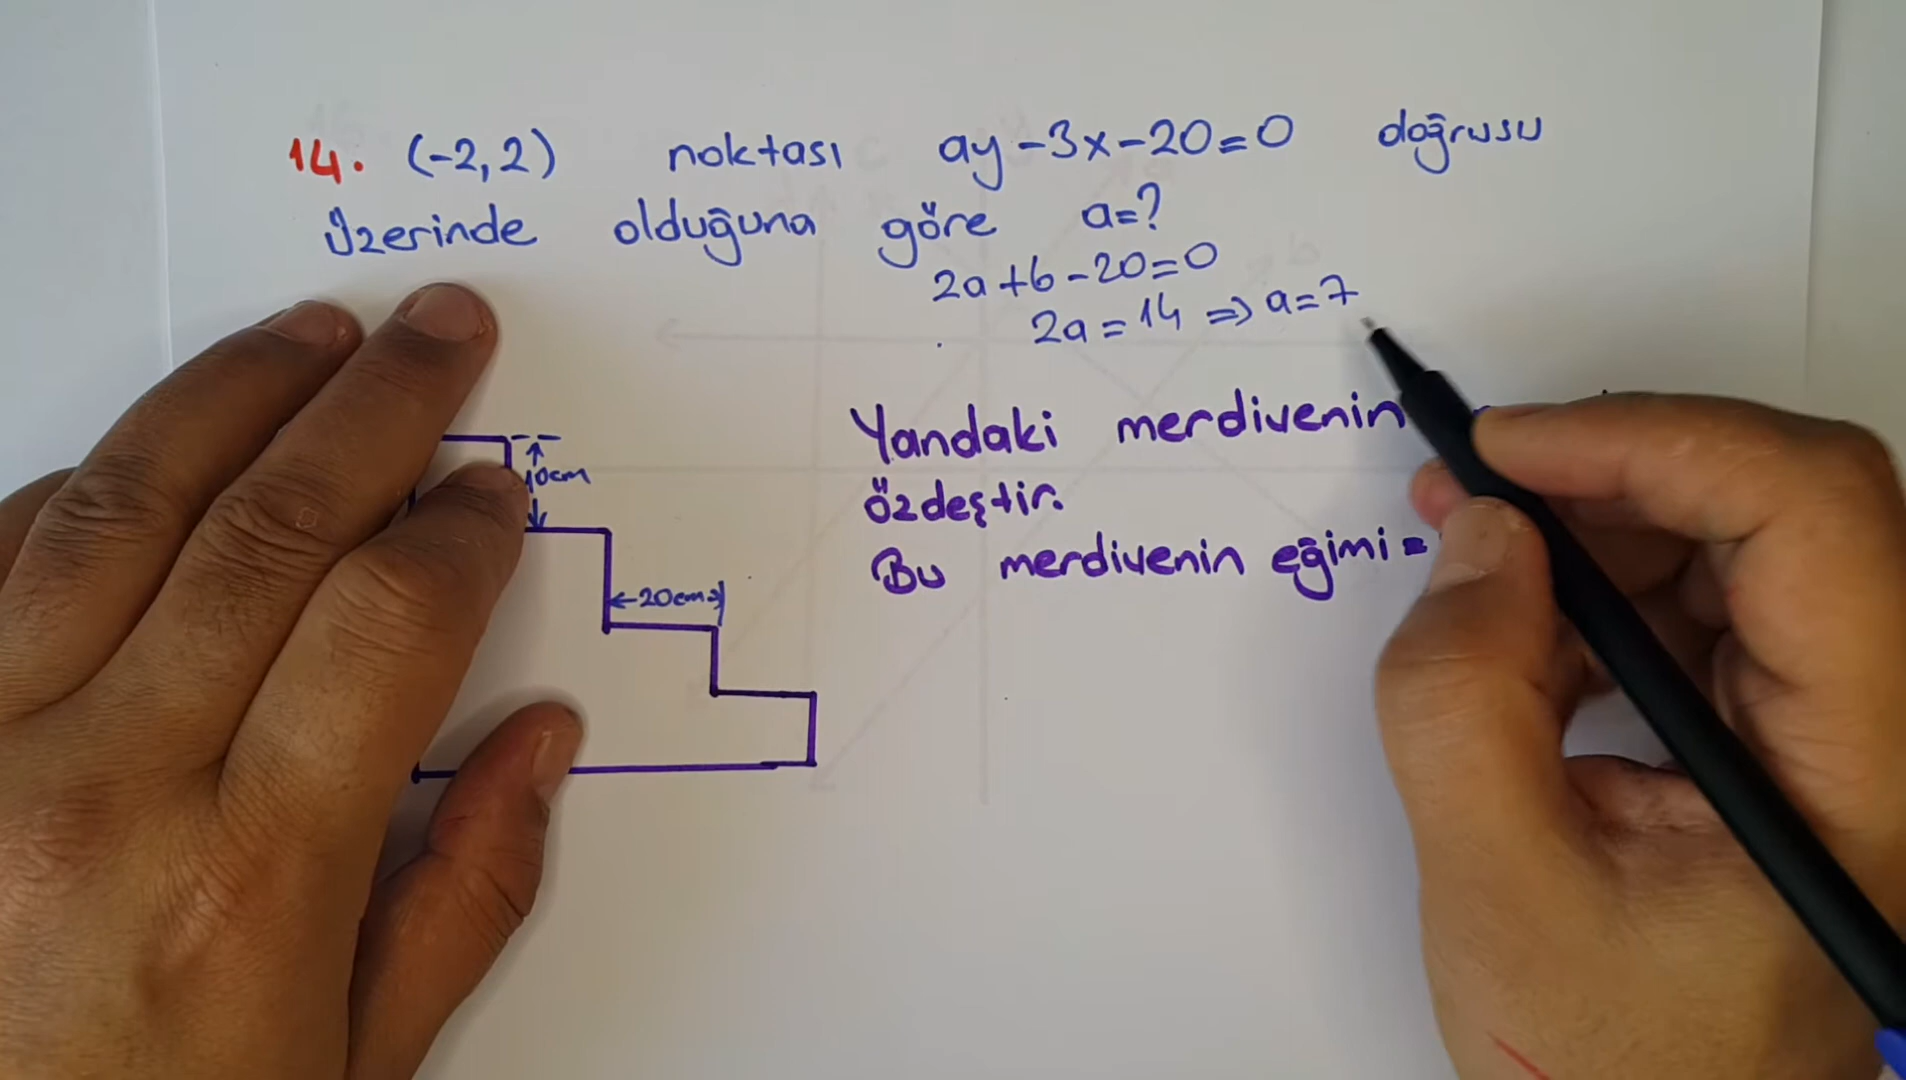 14. (-2,2) noktası ay-3x-20=0 doğrusu
üzerinde olduğuna göre a=?
2a+6-20=0
2a=14 ⇒ a=7
Yandaki merdivenin
özdeştir.
Bu merdivenin eğimi=
10cm
20cm